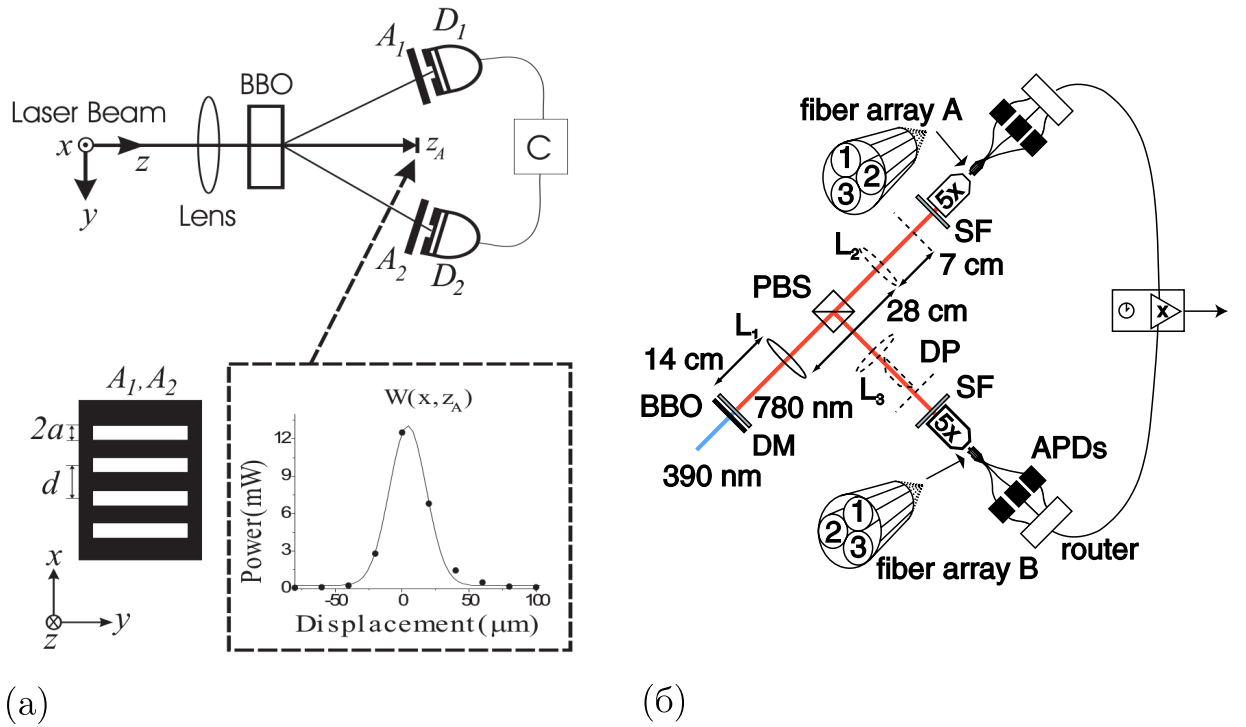 A₁ D₁
BBO
Laser Beam
x z z_A C
y
Lens
A₂ D₂
A₁, A₂
2a
d
x
y
z
W(x, z_A)
Power(mW)
12
9
6
3
0
-50 0 50 100
Displacement(μm)
(а)
fiber array A
1
2
3
5x
SF
L₂
7 cm
PBS
28 cm
L₁
14 cm
DP
L₃
SF
BBO
780 nm
DM
5x
390 nm
APDs
1
2
3
router
fiber array B
x
(б)